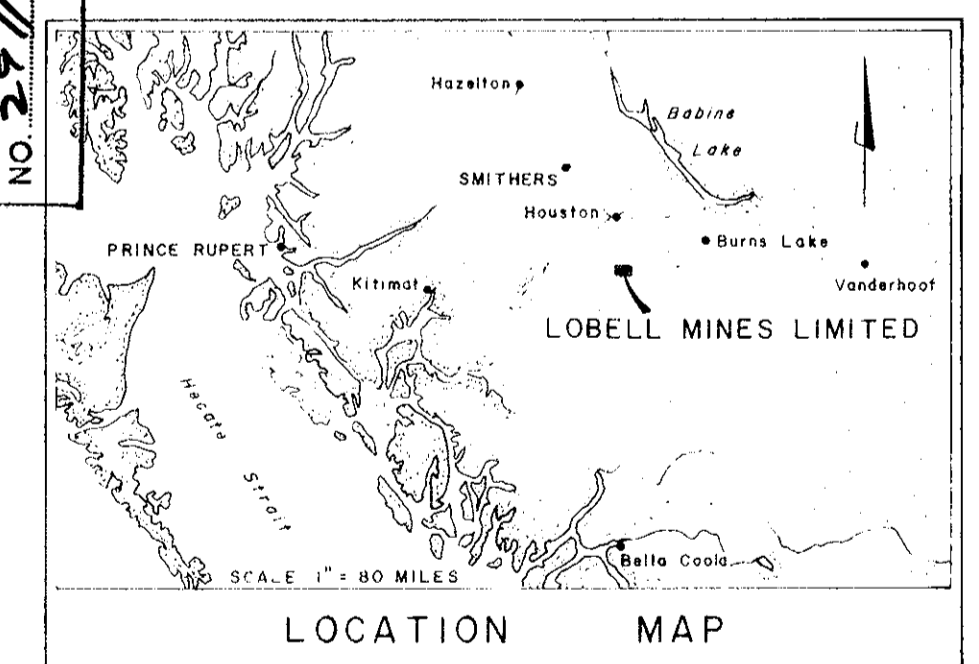 NO. 29
Hazelton
Babine
Lake
SMITHERS
Houston
Burns Lake
PRINCE RUPERT
Kitimat
Vanderhoof
LOBELL MINES LIMITED
Hecate
Strait
Bella Coola
SCALE 1" = 80 MILES
LOCATION MAP